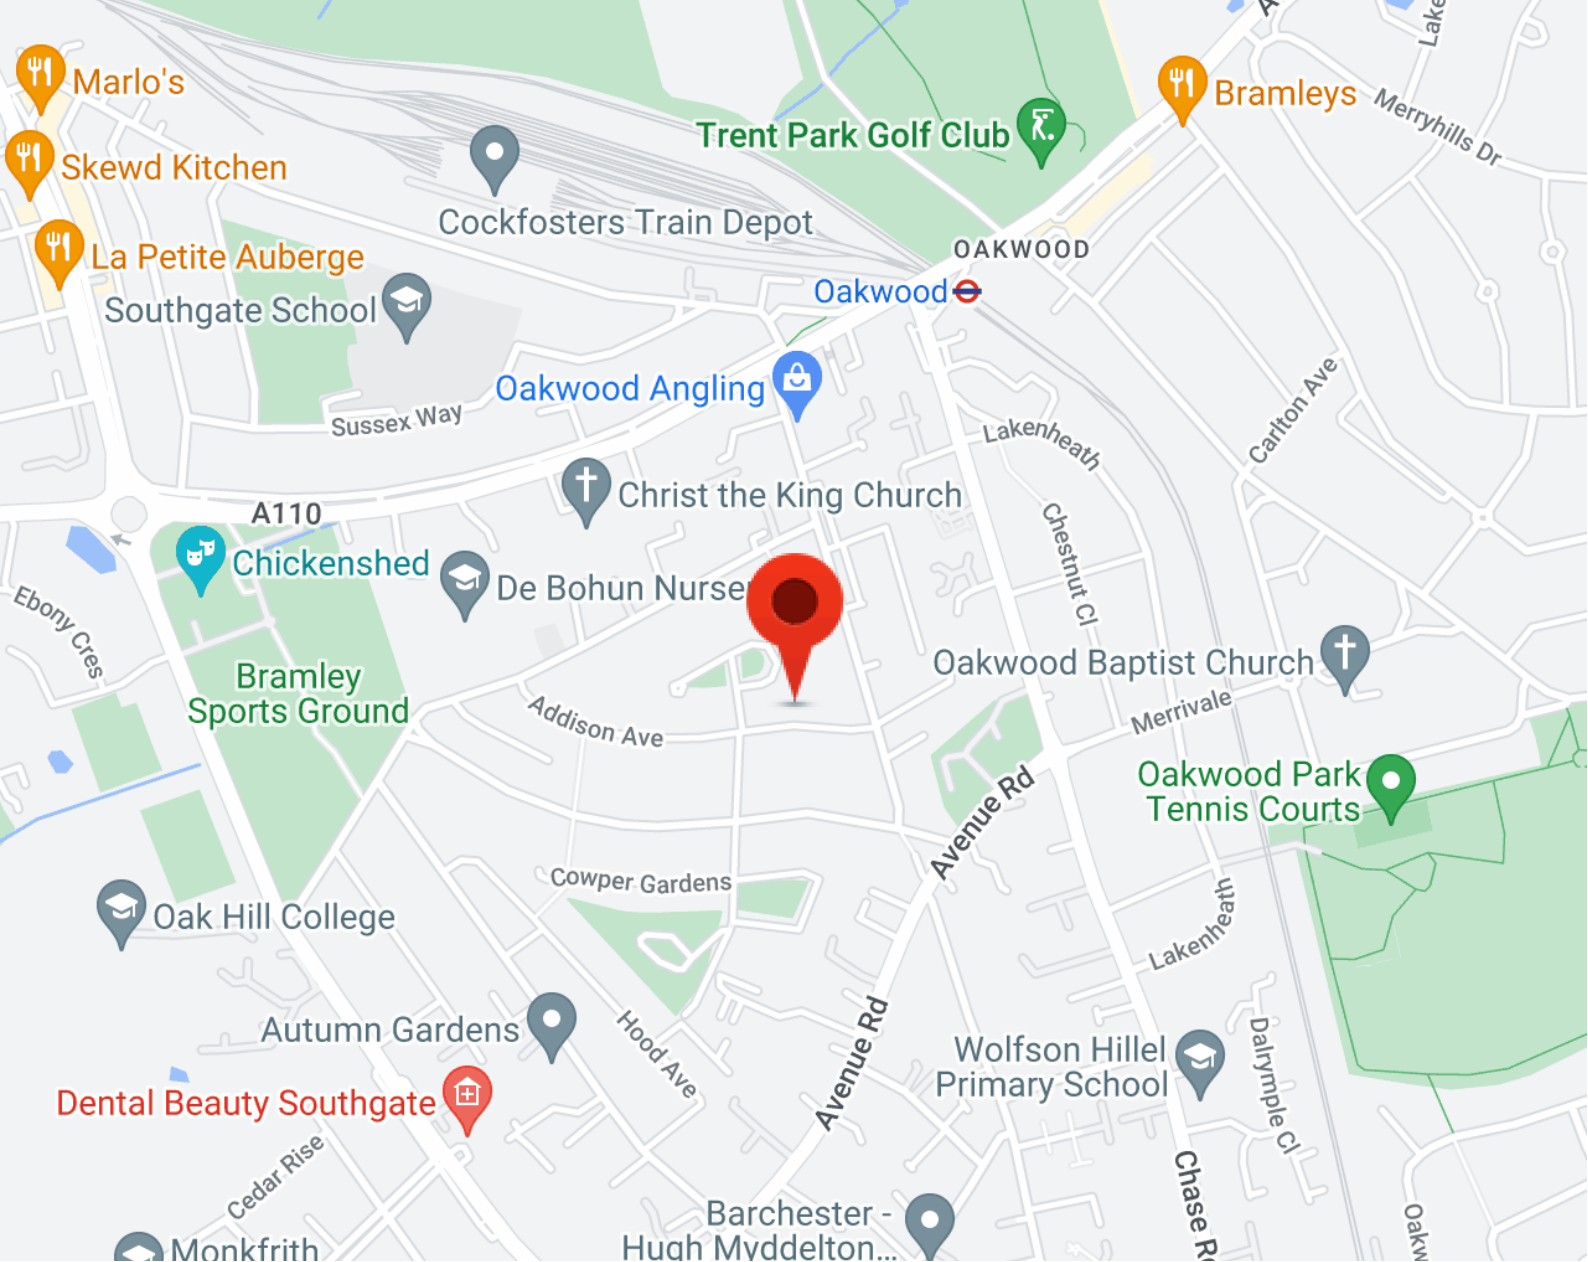 Marlo's
Skewd Kitchen
La Petite Auberge
Southgate School
Cockfosters Train Depot
Trent Park Golf Club
Bramleys
Merryhills Dr
Lake
A
OAKWOOD
Oakwood
Oakwood Angling
Sussex Way
Lakenheath
Carlton Ave
Christ the King Church
A110
Chickenshed
De Bohun Nurse
Chestnut Cl
Ebony Cres
Oakwood Baptist Church
Bramley
Sports Ground
Addison Ave
Merrivale
Oakwood Park
Tennis Courts
Avenue Rd
Cowper Gardens
Oak Hill College
Lakenheath
Autumn Gardens
Hood Ave
Avenue Rd
Wolfson Hillel
Primary School
Dalrymple Cl
Dental Beauty Southgate
Cedar Rise
Chase R
Barchester -
Hugh Myddelton...
Oakw
Monkfrith